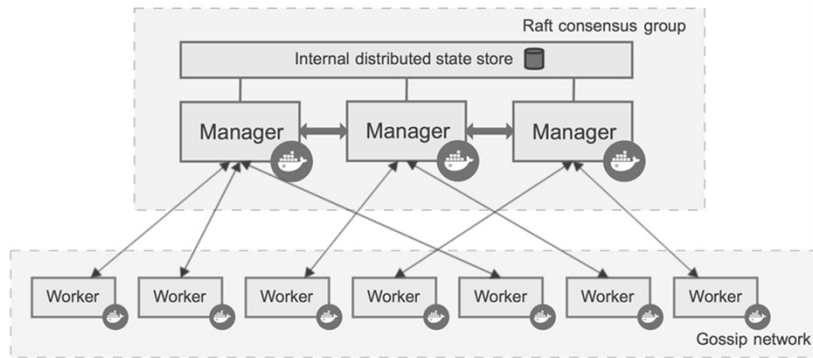 Raft consensus group
Internal distributed state store
Manager
Manager
Manager
Worker
Worker
Worker
Worker
Worker
Worker
Worker
Gossip network